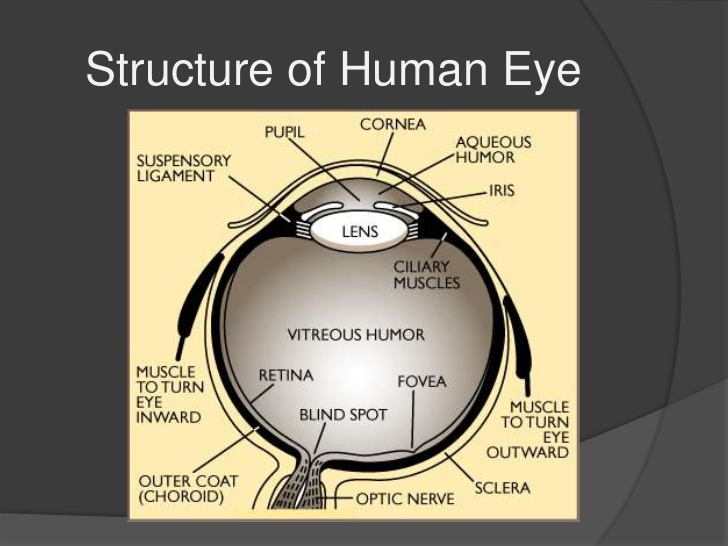 Structure of Human Eye
PUPIL
CORNEA
AQUEOUS
HUMOR
SUSPENSORY
LIGAMENT
IRIS
LENS
CILIARY
MUSCLES
VITREOUS HUMOR
MUSCLE
TO TURN
EYE
INWARD
RETINA
FOVEA
BLIND SPOT
MUSCLE
TO TURN
EYE
OUTWARD
OUTER COAT
(CHOROID)
OPTIC NERVE
SCLERA